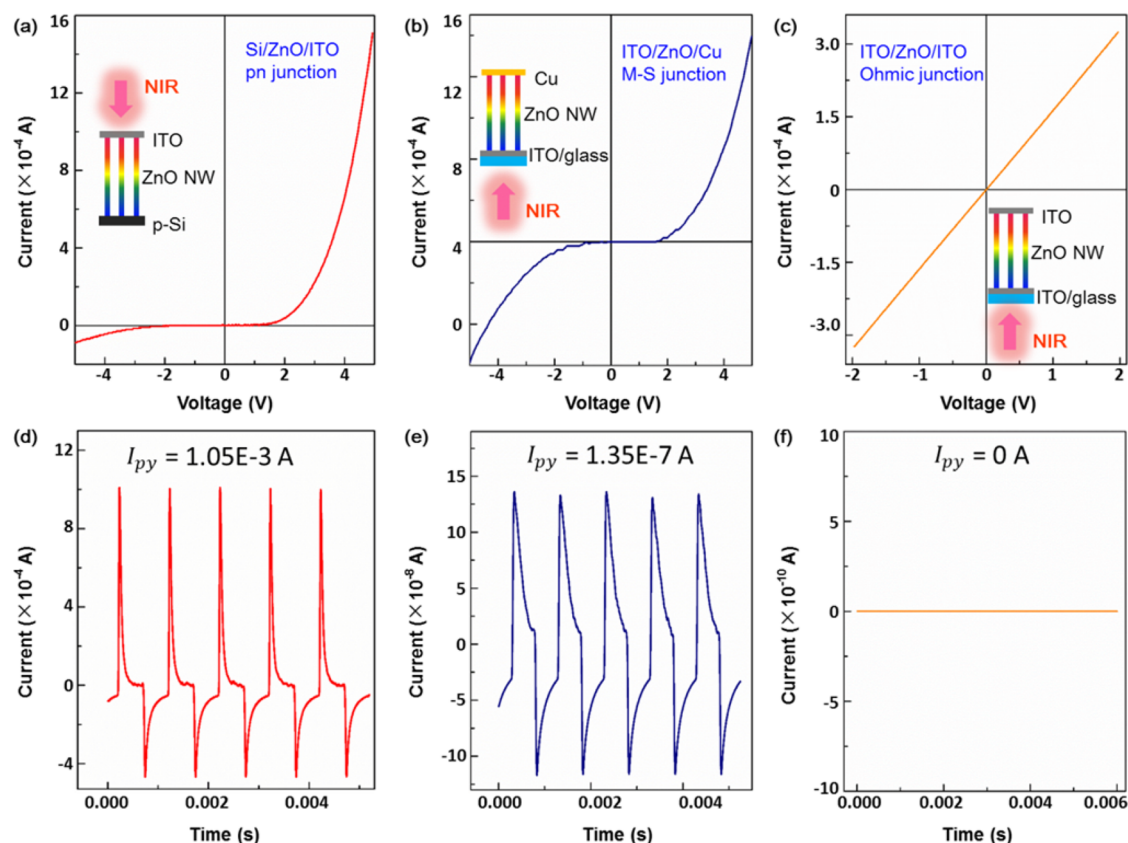 (a)
Si/ZnO/ITO
pn junction
NIR
ITO
ZnO NW
p-Si
16
12
8
4
0
-4 -2 0 2 4
Current (×10⁻⁴ A)
Voltage (V)
(b)
ITO/ZnO/Cu
M-S junction
Cu
ZnO NW
ITO/glass
NIR
16
12
8
4
0
-4 -2 0 2 4
Current (×10⁻⁴ A)
Voltage (V)
(c)
ITO/ZnO/ITO
Ohmic junction
ITO
ZnO NW
ITO/glass
NIR
3.0
1.5
0
-1.5
-3.0
-2 -1 0 1 2
Current (×10⁻⁴ A)
Voltage (V)
(d)
I_py = 1.05E-3 A
12
8
4
0
-4
0.000 0.002 0.004
Current (×10⁻⁴ A)
Time (s)
(e)
I_py = 1.35E-7 A
15
10
5
0
-5
-10
0.000 0.002 0.004
Current (×10⁻⁸ A)
Time (s)
(f)
I_py = 0 A
10
5
0
-5
-10
0.000 0.002 0.004 0.006
Current (×10⁻¹⁰ A)
Time (s)